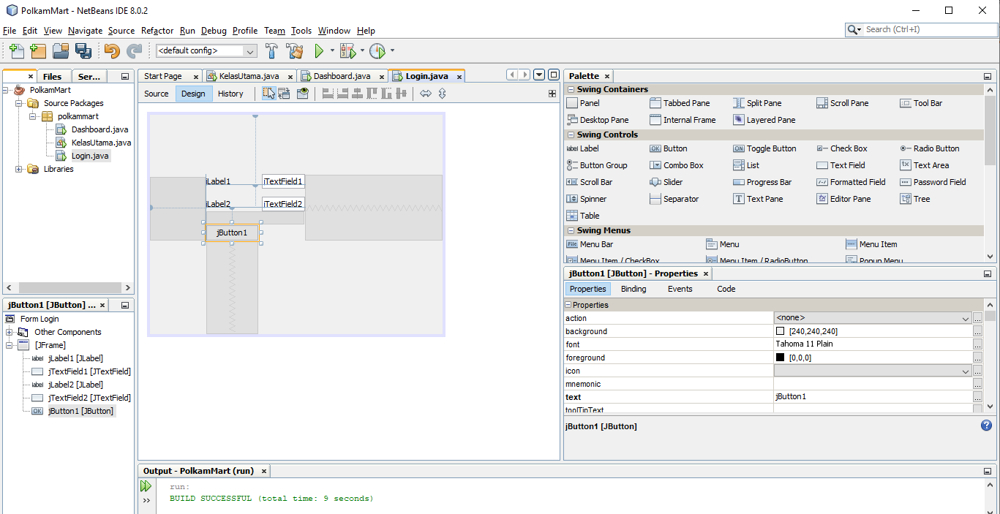 PolkamMart - NetBeans IDE 8.0.2
File Edit View Navigate Source Refactor Run Debug Profile Team Tools Window Help
Search (Ctrl+I)
<default config>
Files Ser...
PolkamMart
Source Packages
polkammart
Dashboard.java
KelasUtama.java
Login.java
Libraries
jButton1 [JButton] ...
Form Login
Other Components
[JFrame]
label jLabel1 [JLabel]
jTextField1 [JTextField]
label jLabel2 [JLabel]
jTextField2 [JTextField]
OK jButton1 [JButton]
Start Page KelasUtama.java Dashboard.java Login.java
Source Design History
jLabel1 jTextField1
jLabel2 jTextField2
jButton1
Palette
Swing Containers
Panel Tabbed Pane Split Pane Scroll Pane Tool Bar
Desktop Pane Internal Frame Layered Pane
Swing Controls
label Label OK Button ON Toggle Button Check Box Radio Button
Button Group Combo Box List Text Field Text Area
Scroll Bar Slider Progress Bar Formatted Field Password Field
Spinner Separator T Text Pane Editor Pane Tree
Table
Swing Menus
File Menu Bar Menu Menu Item
Menu Item / CheckBox Menu Item / RadioButton Popup Menu
jButton1 [JButton] - Properties
Properties Binding Events Code
Properties
action <none> ...
background [240,240,240] ...
font Tahoma 11 Plain ...
foreground [0,0,0] ...
icon ...
mnemonic ...
text jButton1 ...
toolTipText
jButton1 [JButton]
Output - PolkamMart (run)
run:
BUILD SUCCESSFUL (total time: 9 seconds)